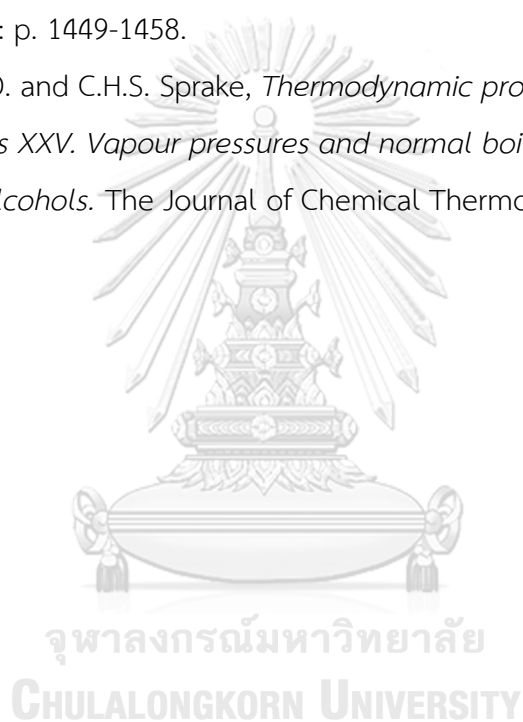 : p. 1449-1458.
). and C.H.S. Sprake, Thermodynamic pro
s XXV. Vapour pressures and normal boi
lcohols. The Journal of Chemical Thermo
จุฬาลงกรณ์มหาวิทยาลัย
CHULALONGKORN UNIVERSITY